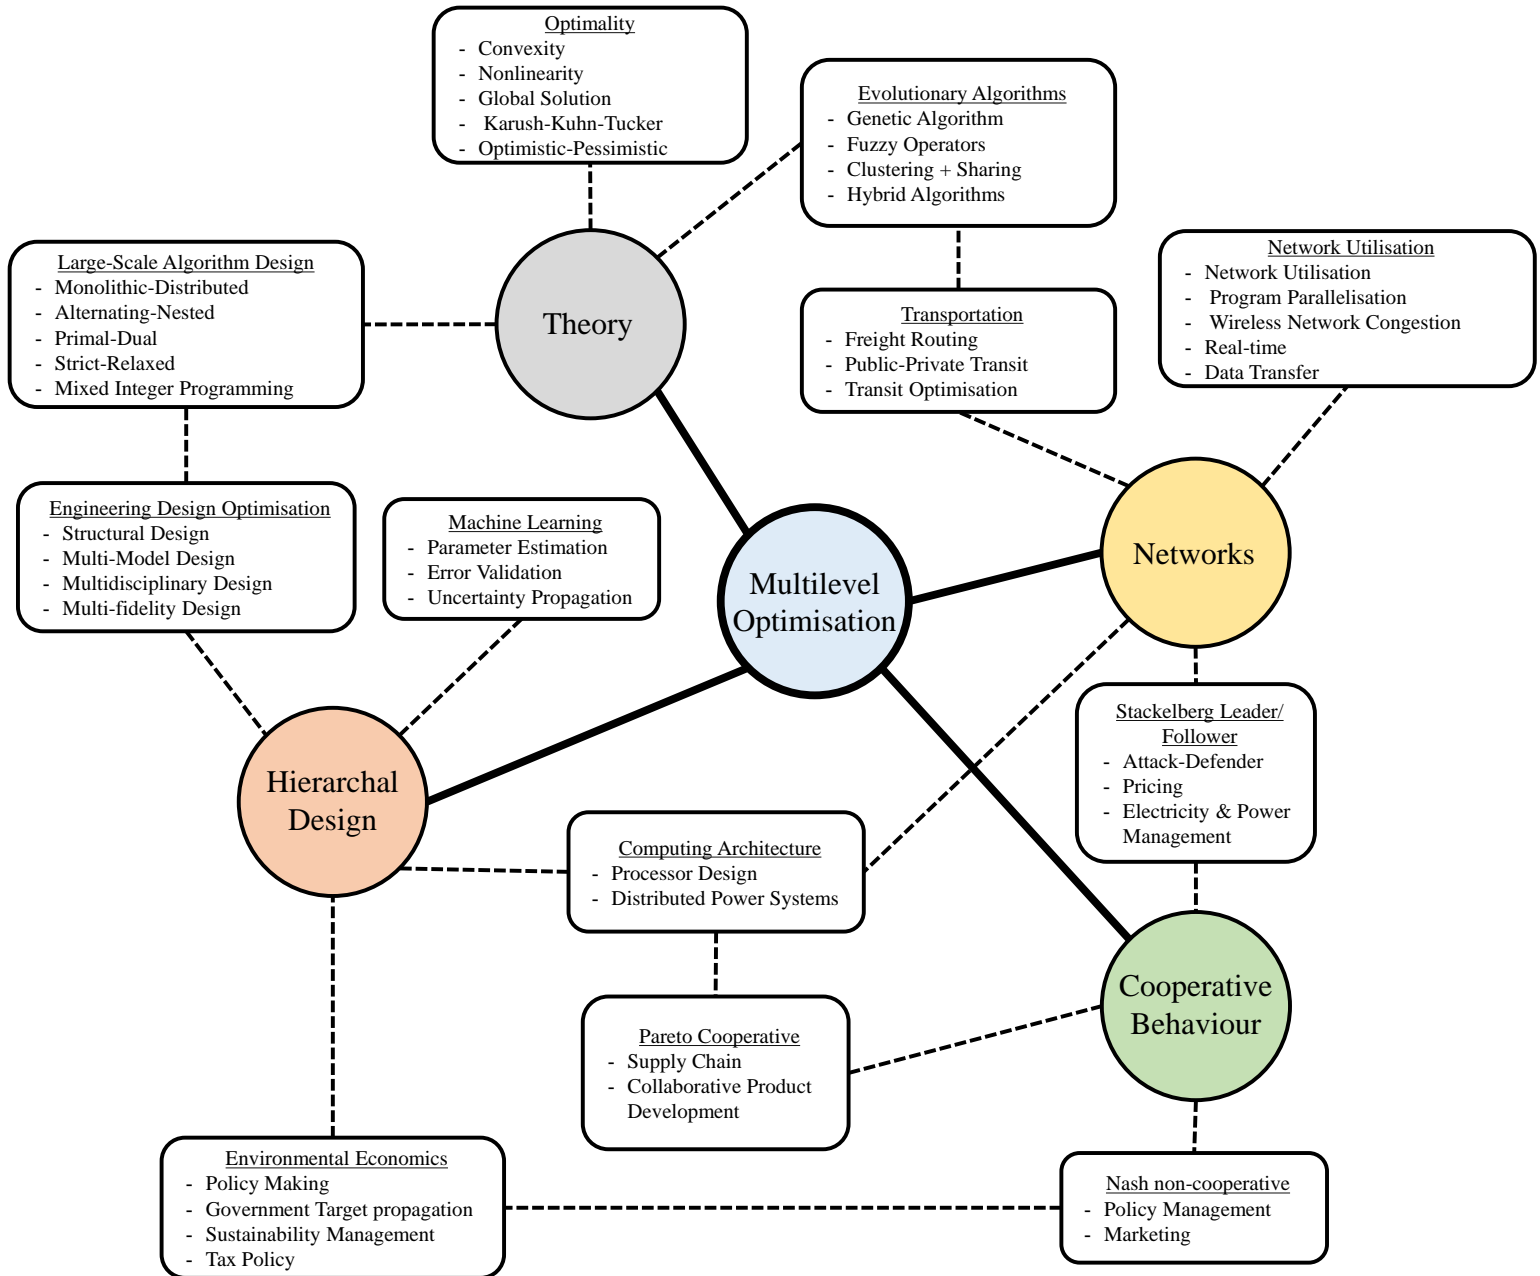 Optimality
- Convexity
- Nonlinearity
- Global Solution
- Karush-Kuhn-Tucker
- Optimistic-Pessimistic
Evolutionary Algorithms
- Genetic Algorithm
- Fuzzy Operators
- Clustering + Sharing
- Hybrid Algorithms
Large-Scale Algorithm Design
- Monolithic-Distributed
- Alternating-Nested
- Primal-Dual
- Strict-Relaxed
- Mixed Integer Programming
Theory
Transportation
- Freight Routing
- Public-Private Transit
- Transit Optimisation
Network Utilisation
- Network Utilisation
- Program Parallelisation
- Wireless Network Congestion
- Real-time
- Data Transfer
Engineering Design Optimisation
- Structural Design
- Multi-Model Design
- Multidisciplinary Design
- Multi-fidelity Design
Machine Learning
- Parameter Estimation
- Error Validation
- Uncertainty Propagation
Multilevel
Optimisation
Networks
Stackelberg Leader/
Follower
- Attack-Defender
- Pricing
- Electricity & Power
Management
Hierarchal
Design
Computing Architecture
- Processor Design
- Distributed Power Systems
Cooperative
Behaviour
Pareto Cooperative
- Supply Chain
- Collaborative Product
Development
Environmental Economics
- Policy Making
- Government Target propagation
- Sustainability Management
- Tax Policy
Nash non-cooperative
- Policy Management
- Marketing